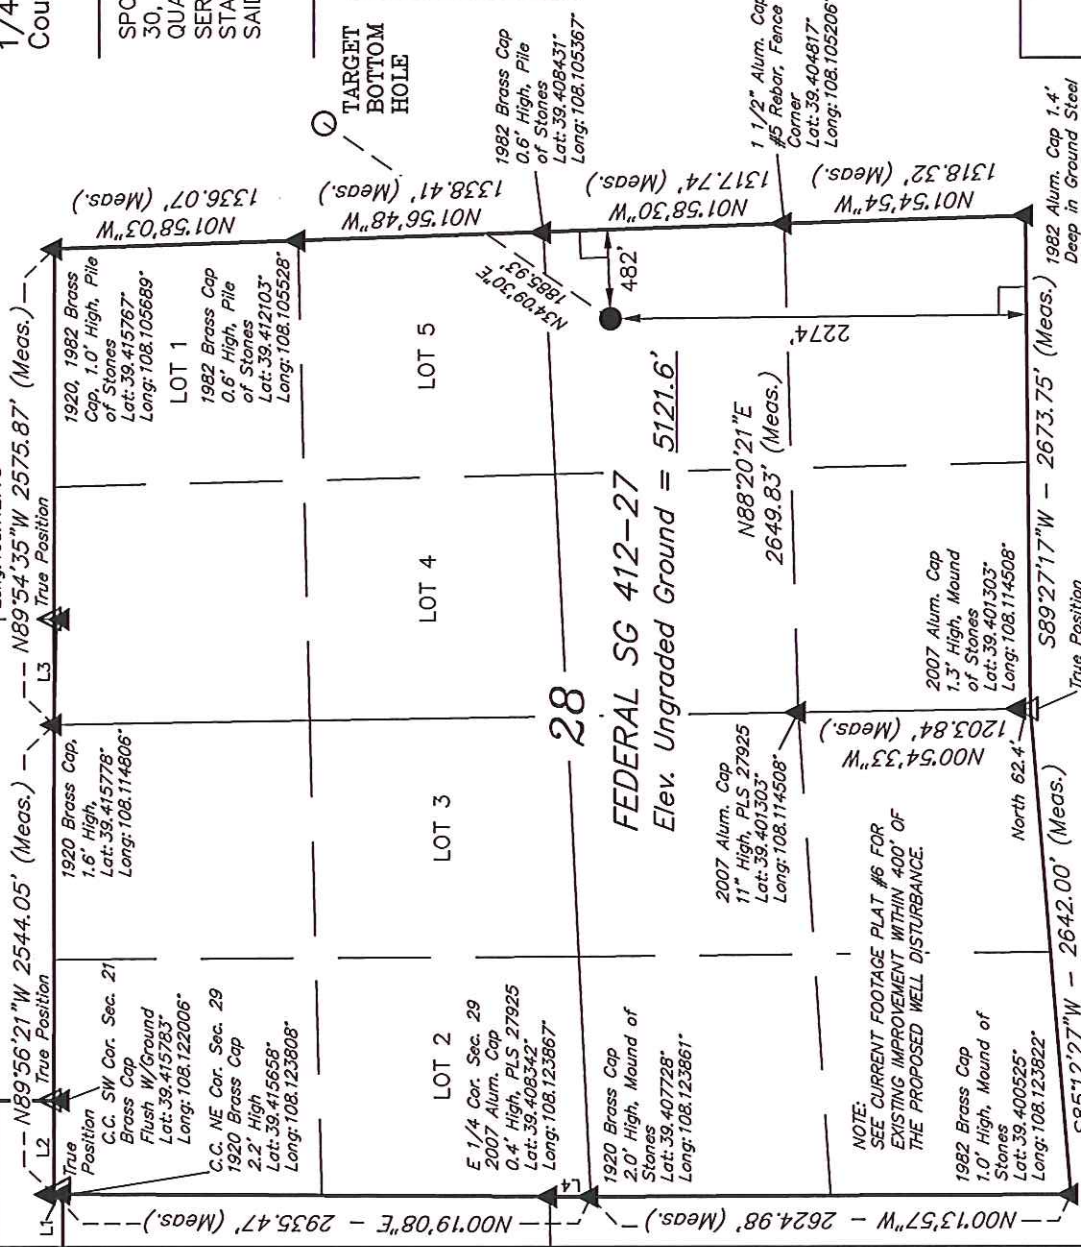 1/4
Cou
SPO
30,
QUA
SER
STA
SAID
N89°56'21"W 2544.05' (Meas.)
N89°54'35"W 2575.87' (Meas.)
L1
L2
True Position
L3
True Position
True
Position
C.C. SW Cor. Sec. 21
Brass Cap
Flush W/Ground
Lat: 39.415783°
Long: 108.122006°
C.C. NE Cor. Sec. 29
1920 Brass Cap
2.2' High
Lat: 39.415658°
Long: 108.123808°
1920 Brass Cap,
1.6' High,
Lat: 39.415778°
Long: 108.114806°
1920, 1982 Brass
Cap, 1.0' High, Pile
of Stones
Lat: 39.415767°
Long: 108.105689°
LOT 1
1982 Brass Cap
0.6' High, Pile
of Stones
Lat: 39.412103°
Long: 108.105528°
N01°58'03"W
1336.07' (Meas.)
TARGET
BOTTOM
HOLE
N01°56'48"W
1338.41' (Meas.)
LOT 2
LOT 3
LOT 4
LOT 5
N00°19'08"E - 2935.47' (Meas.)
E 1/4 Cor. Sec. 29
2007 Alum. Cap
0.4' High, PLS 27925
Lat: 39.408342°
Long: 108.123867°
L4
1920 Brass Cap
2.0' High, Mound of
Stones
Lat: 39.407728°
Long: 108.123861°
28
1982 Brass Cap
0.6' High, Pile
of Stones
Lat: 39.408431°
Long: 108.105367°
N34°09'30"E
1885.93'
482'
N01°58'30"W
1317.74' (Meas.)
FEDERAL SG 412-27
Elev. Ungraded Ground = 5121.6'
2274'
N88°20'21"E
2649.83' (Meas.)
1 1/2" Alum. Cap
#5 Rebar, Fence
Corner
Lat: 39.404817°
Long: 108.105206°
2007 Alum. Cap
11" High, PLS 27925
Lat: 39.401303°
Long: 108.114508°
N01°54'54"W
1318.32' (Meas.)
NOTE:
SEE CURRENT FOOTAGE PLAT #6 FOR
EXISTING IMPROVEMENT WITHIN 400' OF
THE PROPOSED WELL DISTURBANCE.
N00°54'33"W
1203.84' (Meas.)
2007 Alum. Cap
1.3' High, Mound
of Stones
Lat: 39.401303°
Long: 108.114508°
N00°13'57"W - 2624.98' (Meas.)
1982 Brass Cap
1.0' High, Mound of
Stones
Lat: 39.400525°
Long: 108.123822°
North 62.4'
True Position
S85°12'27"W - 2642.00' (Meas.)
S89°27'17"W - 2673.75' (Meas.)
1982 Alum. Cap 1.4'
Deep in Ground Steel